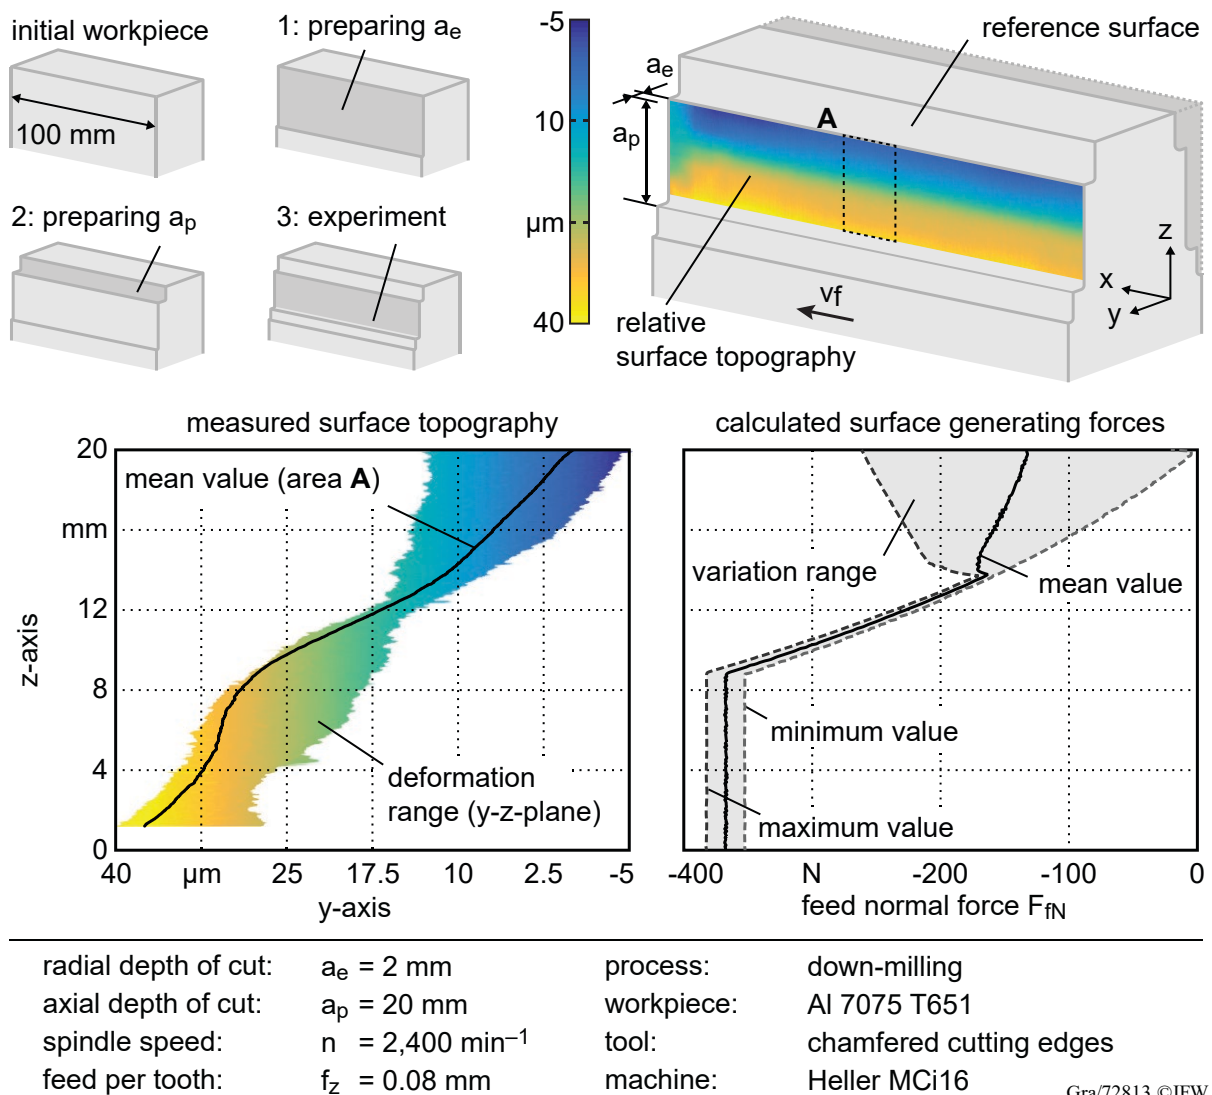 initial workpiece
100 mm
1: preparing ae
2: preparing ap
3: experiment
-5
10
µm
40
reference surface
ae
ap
A
z
x
y
vf
relative
surface topography
measured surface topography
20
mm
12
8
4
0
z-axis
mean value (area A)
deformation
range (y-z-plane)
40 µm 25 17.5 10 2.5 -5
y-axis
calculated surface generating forces
variation range
mean value
minimum value
maximum value
-400 N -200 -100 0
feed normal force FfN
radial depth of cut: ae = 2 mm process: down-milling
axial depth of cut: ap = 20 mm workpiece: Al 7075 T651
spindle speed: n = 2,400 min–1 tool: chamfered cutting edges
feed per tooth: fz = 0.08 mm machine: Heller MCi16
Gra/72813 ©IFW